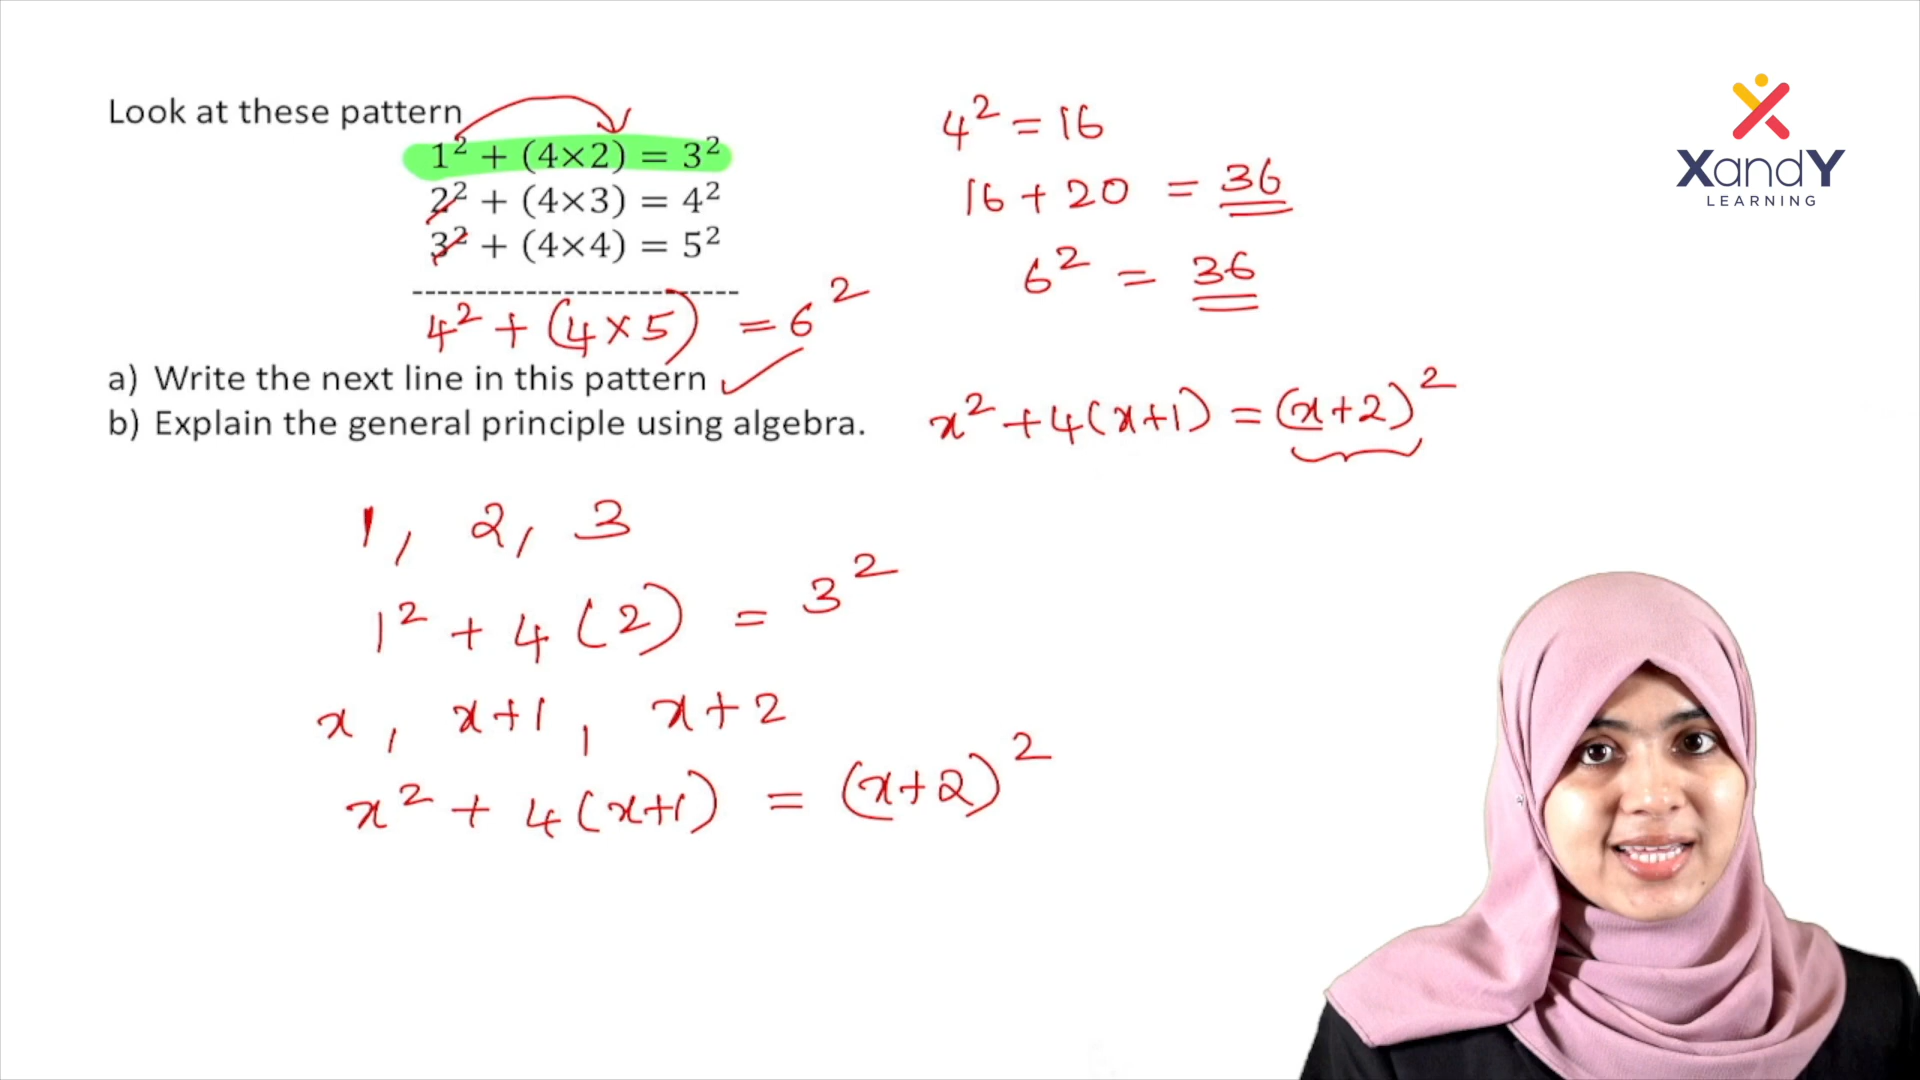 Look at these pattern
1² + (4×2) = 3²
2² + (4×3) = 4²
3² + (4×4) = 5²
-------------------------
4² + (4 × 5) = 6²
a) Write the next line in this pattern
b) Explain the general principle using algebra.
1, 2, 3
1² + 4(2) = 3²
x, x+1, x+2
x² + 4(x+1) = (x+2)²
4² = 16
16 + 20 = 36
6² = 36
x² + 4(x+1) = (x+2)²
XandY
LEARNING